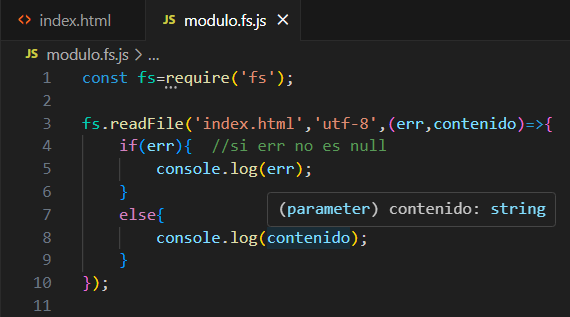 <> index.html JS modulo.fs.js ×
JS modulo.fs.js > ...
1 const fs=require('fs');
2
3 fs.readFile('index.html','utf-8',(err,contenido)=>{
4 if(err){ //si err no es null
5 console.log(err);
6 }
7 else{
(parameter) contenido: string
8 console.log(contenido);
9 }
10 });
11